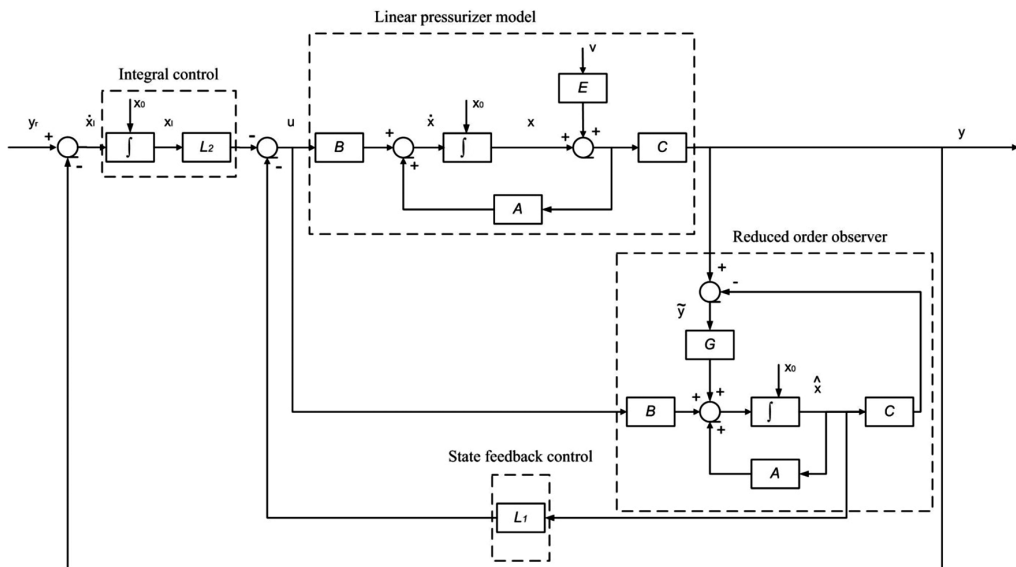 Linear pressurizer model
v
Integral control
E
x₀
x₀
yᵣ
+
-
ẋᵢ
∫
xᵢ
L₂
-
-
u
B
+
+
ẋ
∫
x
+
+
C
y
A
Reduced order observer
+
-
ỹ
G
x₀
x̂
B
+
+
+
∫
C
A
State feedback control
L₁